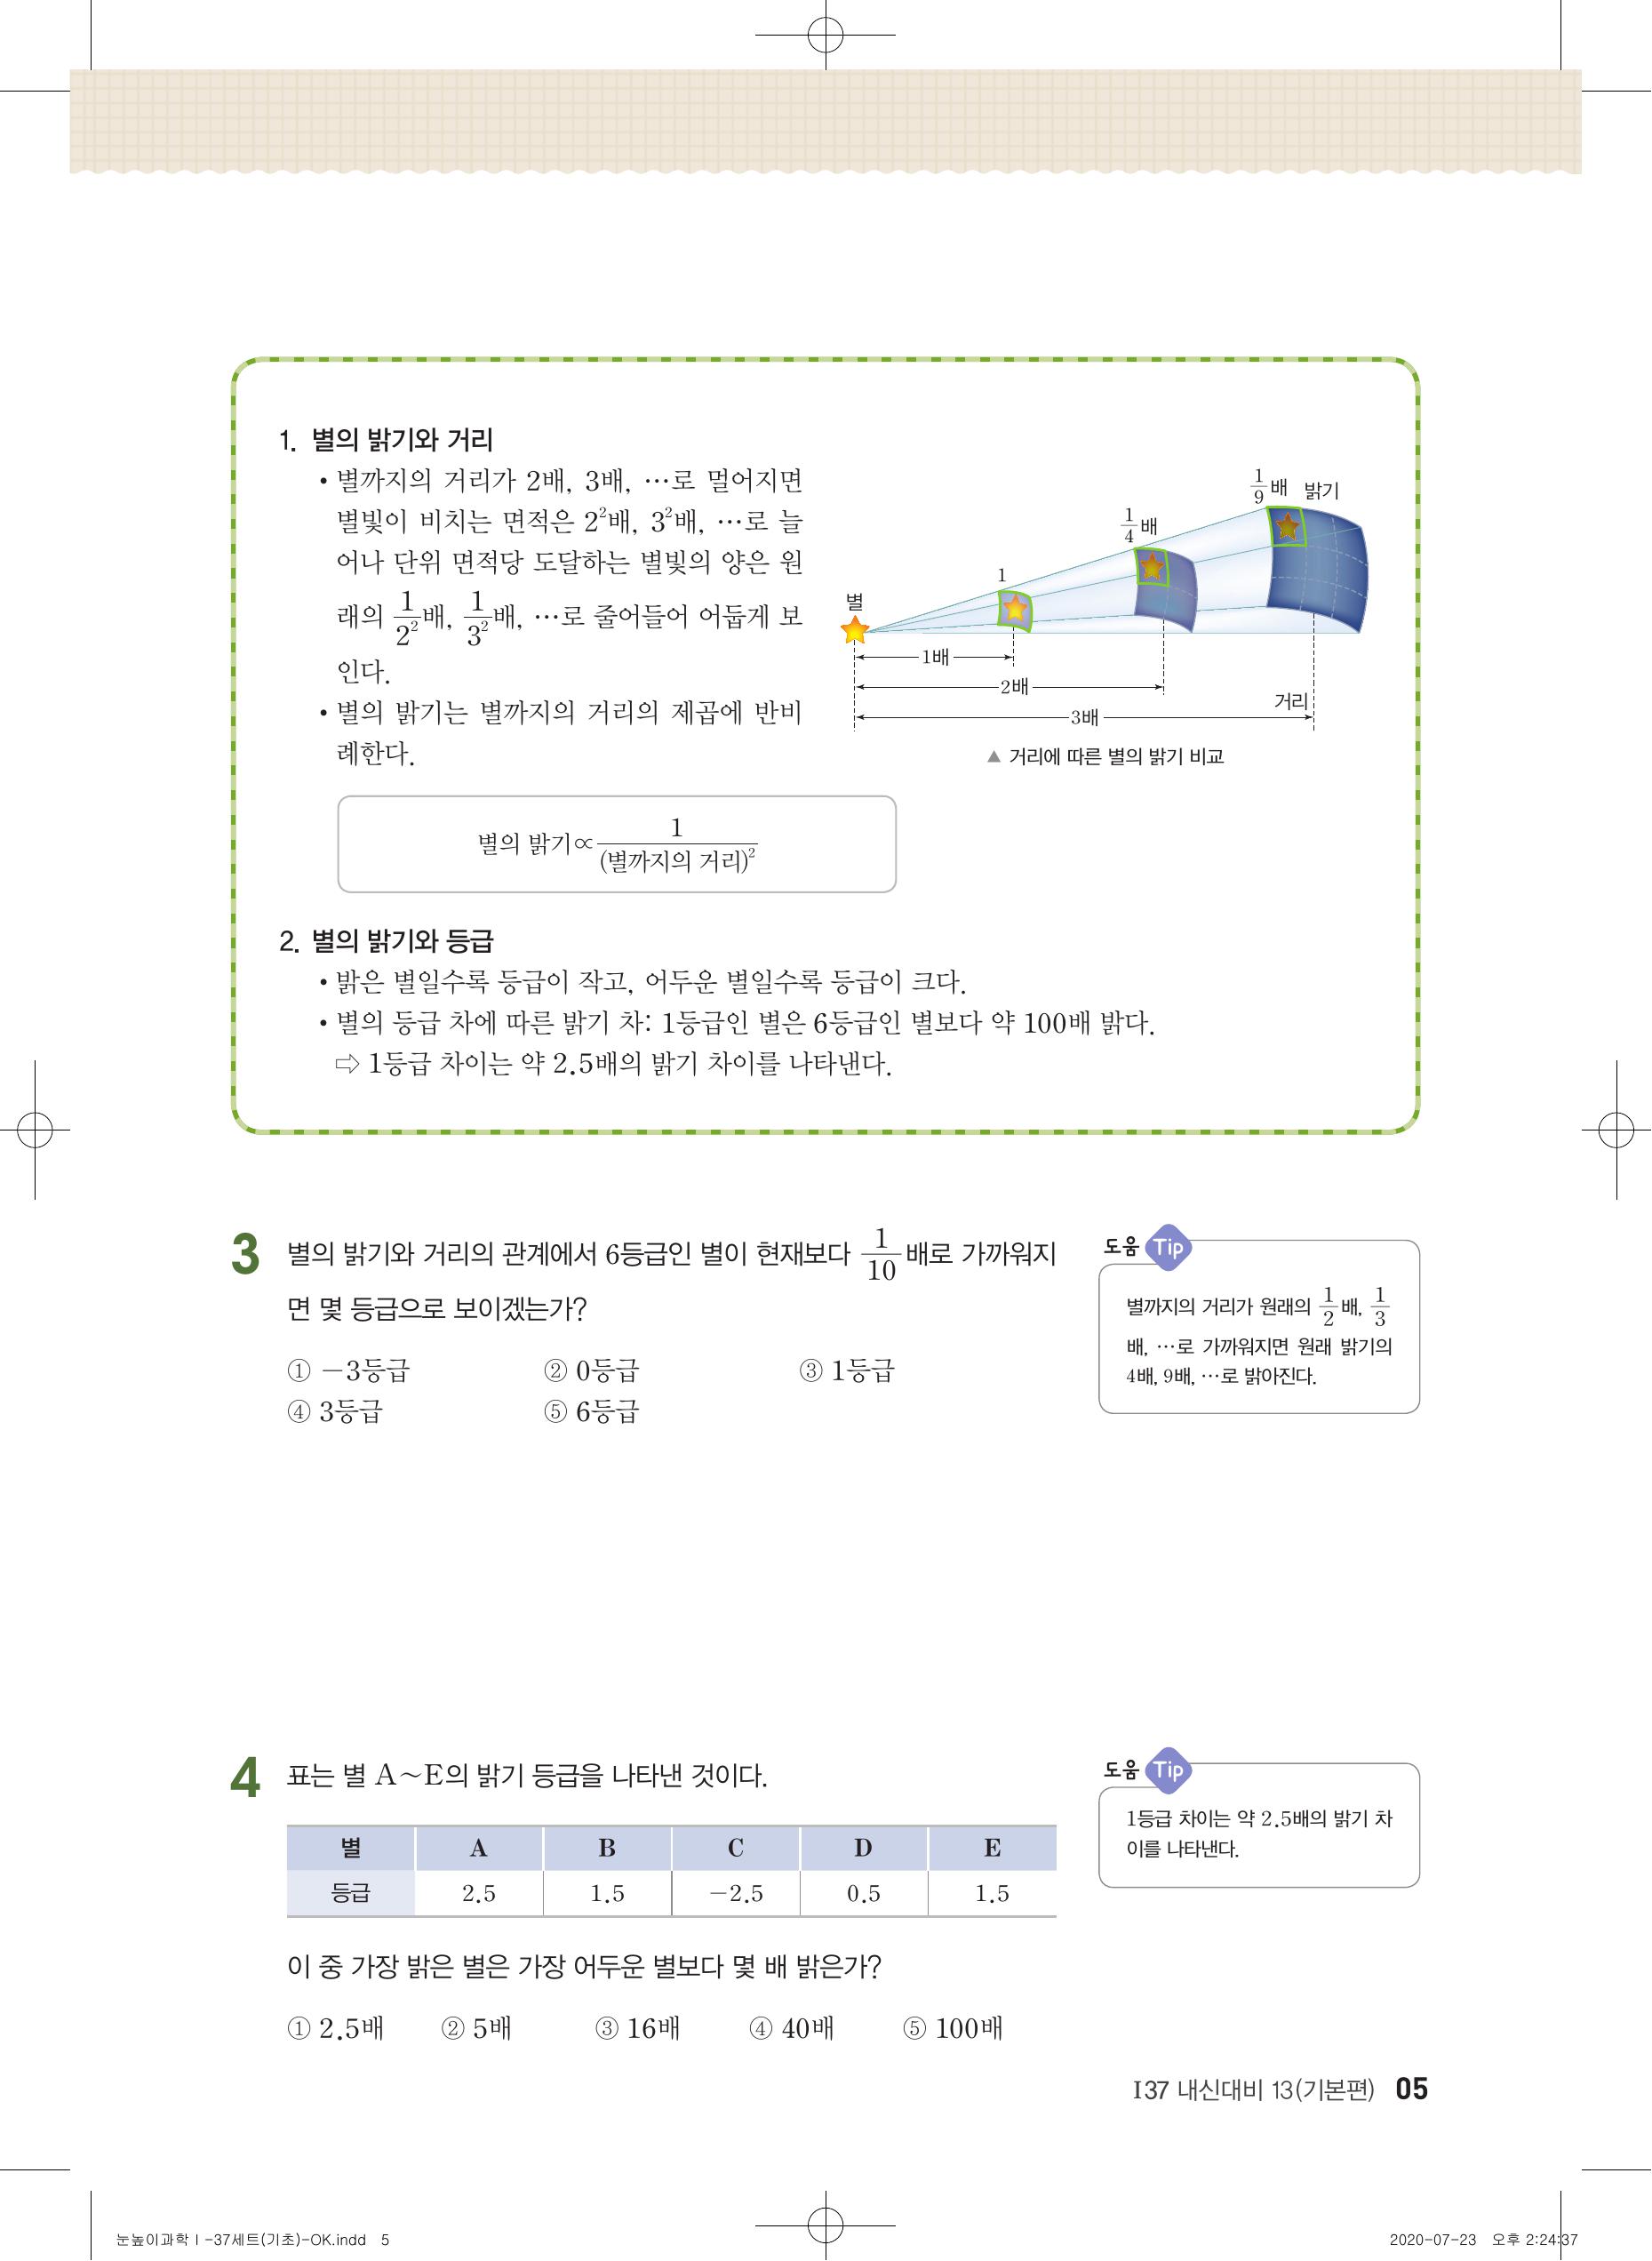 1. 별의 밝기와 거리
• 별까지의 거리가 2배, 3배, …로 멀어지면
별빛이 비치는 면적은 2²배, 3²배, …로 늘
어나 단위 면적당 도달하는 별빛의 양은 원
래의 1/2²배, 1/3²배, …로 줄어들어 어둡게 보
인다.
• 별의 밝기는 별까지의 거리의 제곱에 반비
례한다.
별
1
1/4배
1/9배 밝기
1배
2배
거리
3배
▲ 거리에 따른 별의 밝기 비교
별의 밝기∝1/(별까지의 거리)²
2. 별의 밝기와 등급
• 밝은 별일수록 등급이 작고, 어두운 별일수록 등급이 크다.
• 별의 등급 차에 따른 밝기 차: 1등급인 별은 6등급인 별보다 약 100배 밝다.
⇨ 1등급 차이는 약 2.5배의 밝기 차이를 나타낸다.
3 별의 밝기와 거리의 관계에서 6등급인 별이 현재보다 1/10배로 가까워지
면 몇 등급으로 보이겠는가?
① -3등급 ② 0등급 ③ 1등급
④ 3등급 ⑤ 6등급
도움 Tip
별까지의 거리가 원래의 1/2배, 1/3
배, …로 가까워지면 원래 밝기의
4배, 9배, …로 밝아진다.
4 표는 별 A~E의 밝기 등급을 나타낸 것이다.
별 A B C D E
등급 2.5 1.5 -2.5 0.5 1.5
이 중 가장 밝은 별은 가장 어두운 별보다 몇 배 밝은가?
① 2.5배 ② 5배 ③ 16배 ④ 40배 ⑤ 100배
도움 Tip
1등급 차이는 약 2.5배의 밝기 차
이를 나타낸다.
I37 내신대비 13(기본편) 05
눈높이과학 I -37세트(기초)-OK.indd 5
2020-07-23 오후 2:24:37